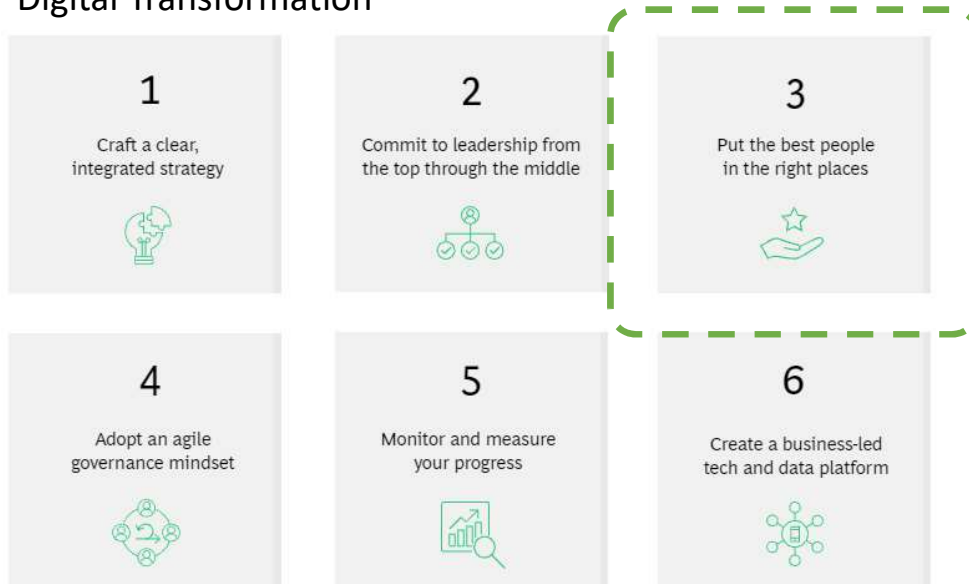 Digital Transformation
1
Craft a clear,
integrated strategy
2
Commit to leadership from
the top through the middle
3
Put the best people
in the right places
4
Adopt an agile
governance mindset
5
Monitor and measure
your progress
6
Create a business-led
tech and data platform